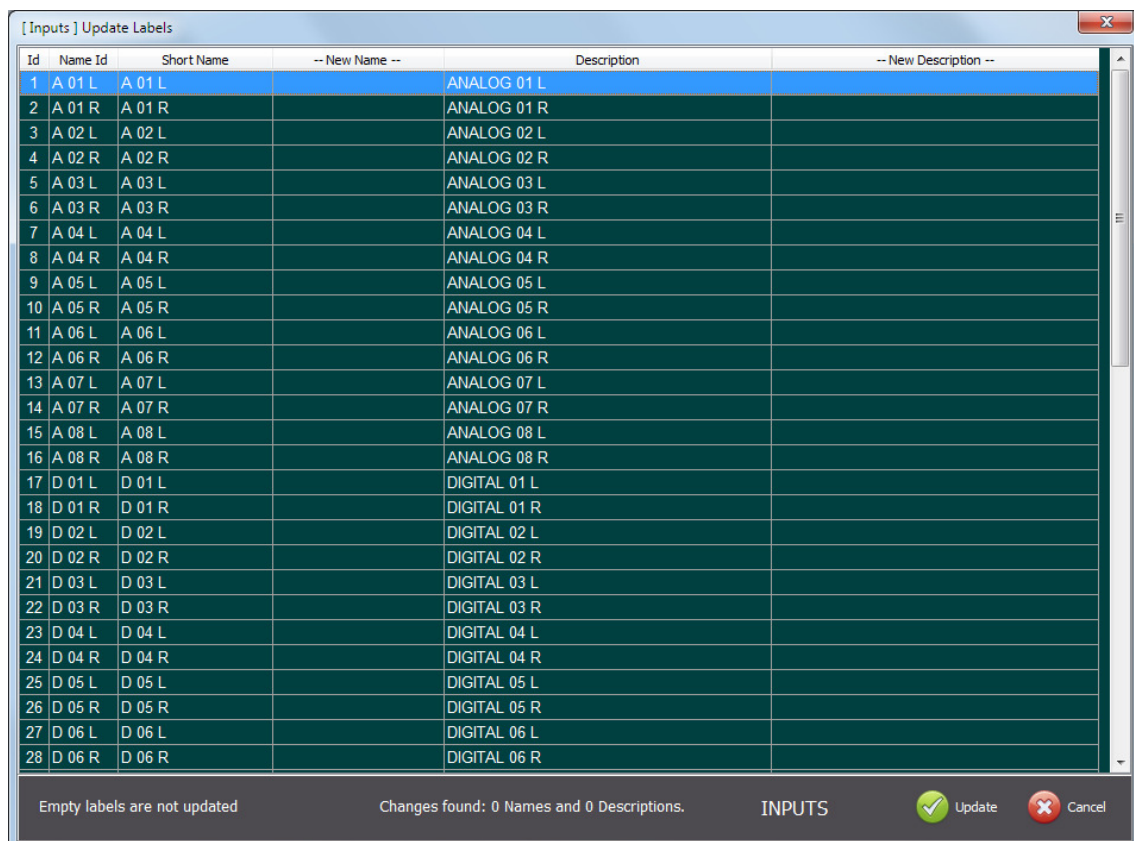 [ Inputs ] Update Labels
Id Name Id Short Name -- New Name -- Description -- New Description --
1 A 01 L A 01 L ANALOG 01 L
2 A 01 R A 01 R ANALOG 01 R
3 A 02 L A 02 L ANALOG 02 L
4 A 02 R A 02 R ANALOG 02 R
5 A 03 L A 03 L ANALOG 03 L
6 A 03 R A 03 R ANALOG 03 R
7 A 04 L A 04 L ANALOG 04 L
8 A 04 R A 04 R ANALOG 04 R
9 A 05 L A 05 L ANALOG 05 L
10 A 05 R A 05 R ANALOG 05 R
11 A 06 L A 06 L ANALOG 06 L
12 A 06 R A 06 R ANALOG 06 R
13 A 07 L A 07 L ANALOG 07 L
14 A 07 R A 07 R ANALOG 07 R
15 A 08 L A 08 L ANALOG 08 L
16 A 08 R A 08 R ANALOG 08 R
17 D 01 L D 01 L DIGITAL 01 L
18 D 01 R D 01 R DIGITAL 01 R
19 D 02 L D 02 L DIGITAL 02 L
20 D 02 R D 02 R DIGITAL 02 R
21 D 03 L D 03 L DIGITAL 03 L
22 D 03 R D 03 R DIGITAL 03 R
23 D 04 L D 04 L DIGITAL 04 L
24 D 04 R D 04 R DIGITAL 04 R
25 D 05 L D 05 L DIGITAL 05 L
26 D 05 R D 05 R DIGITAL 05 R
27 D 06 L D 06 L DIGITAL 06 L
28 D 06 R D 06 R DIGITAL 06 R
Empty labels are not updated Changes found: 0 Names and 0 Descriptions. INPUTS Update Cancel